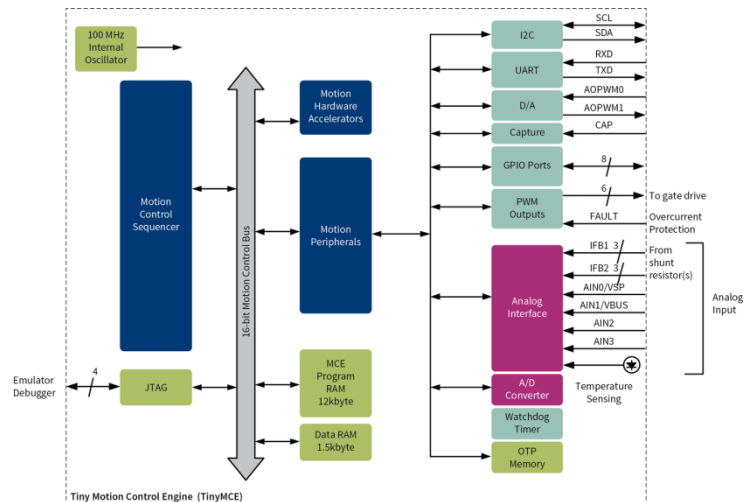 100 MHz
Internal
Oscillator
Motion
Control
Sequencer
JTAG
Emulator
Debugger
4
16-bit Motion Control Bus
Motion
Hardware
Accelerators
Motion
Peripherals
MCE
Program
RAM
12kbyte
Data RAM
1.5kbyte
I2C
SCL
SDA
UART
RXD
TXD
D/A
AOPWM0
AOPWM1
Capture
CAP
GPIO Ports
8
PWM
Outputs
6
To gate drive
FAULT
Overcurrent
Protection
Analog
Interface
IFB1 3
IFB2 3
From
shunt
resistor(s)
AIN0/VSP
AIN1/VBUS
AIN2
AIN3
Analog
Input
Temperature
Sensing
A/D
Converter
Watchdog
Timer
OTP
Memory
Tiny Motion Control Engine (TinyMCE)